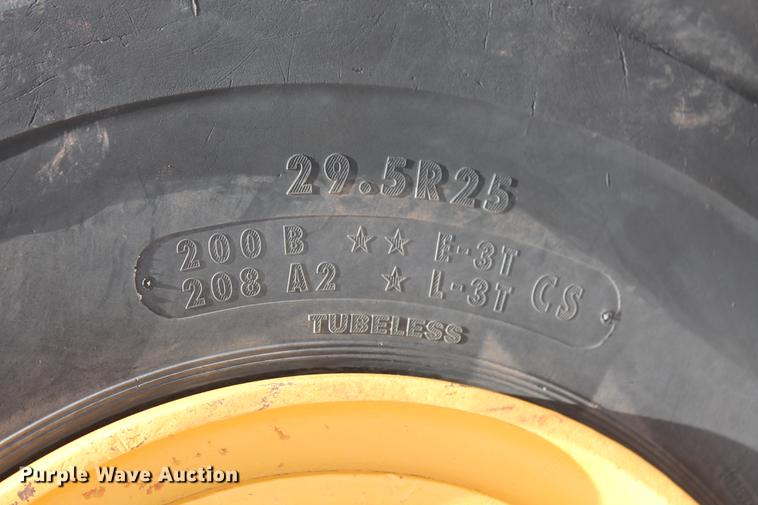 29.5R25
200 B ★★ E-3T
208 A2 ★ L-3T CS
TUBELESS
Purple Wave Auction